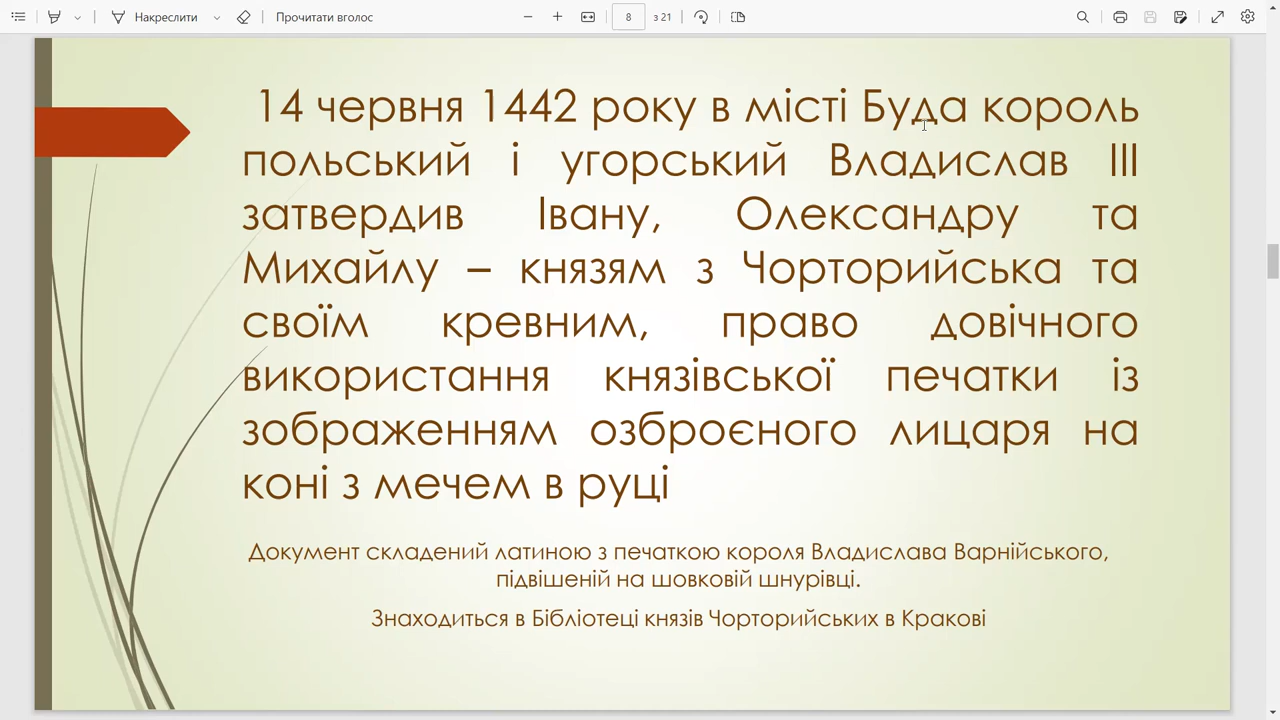 Накреслити
Прочитати вголос
8
з 21
14 червня 1442 року в місті Буда король
польський і угорський Владислав III
затвердив Івану, Олександру та
Михайлу – князям з Чорторийська та
своїм кревним, право довічного
використання князівської печатки із
зображенням озброєного лицаря на
коні з мечем в руці
Документ складений латиною з печаткою короля Владислава Варнійського,
підвішеній на шовковій шнурівці.
Знаходиться в Бібліотеці князів Чорторийських в Кракові